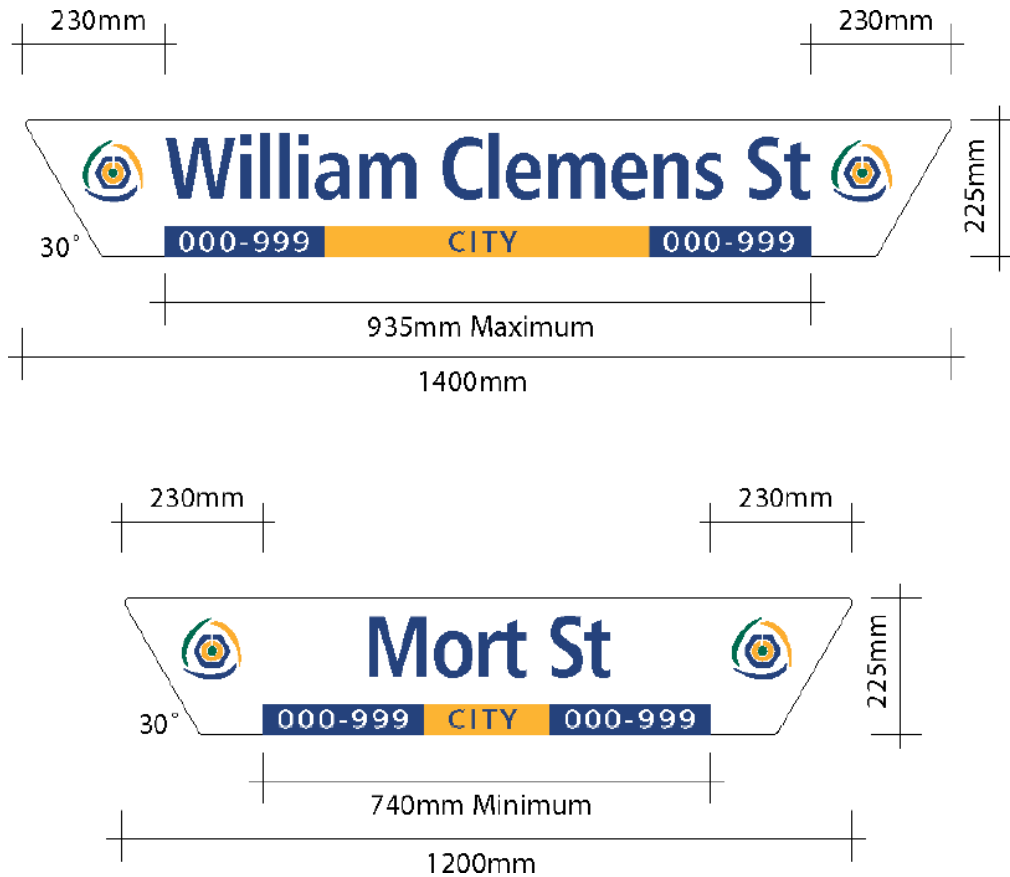 230mm 230mm
William Clemens St
225mm
30°
000-999 CITY 000-999
935mm Maximum
1400mm
230mm 230mm
Mort St
225mm
30°
000-999 CITY 000-999
740mm Minimum
1200mm